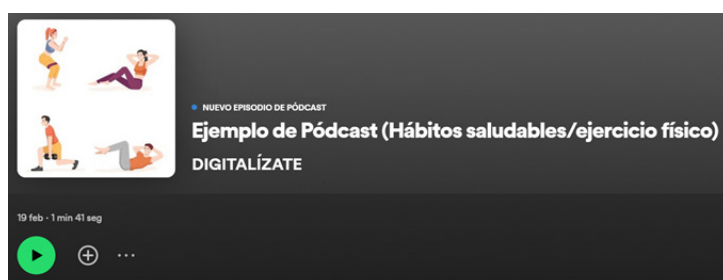 NUEVO EPISODIO DE PÓDCAST
Ejemplo de Pódcast (Hábitos saludables/ejercicio físico)
DIGITALÍZATE
19 feb · 1 min 41 seg